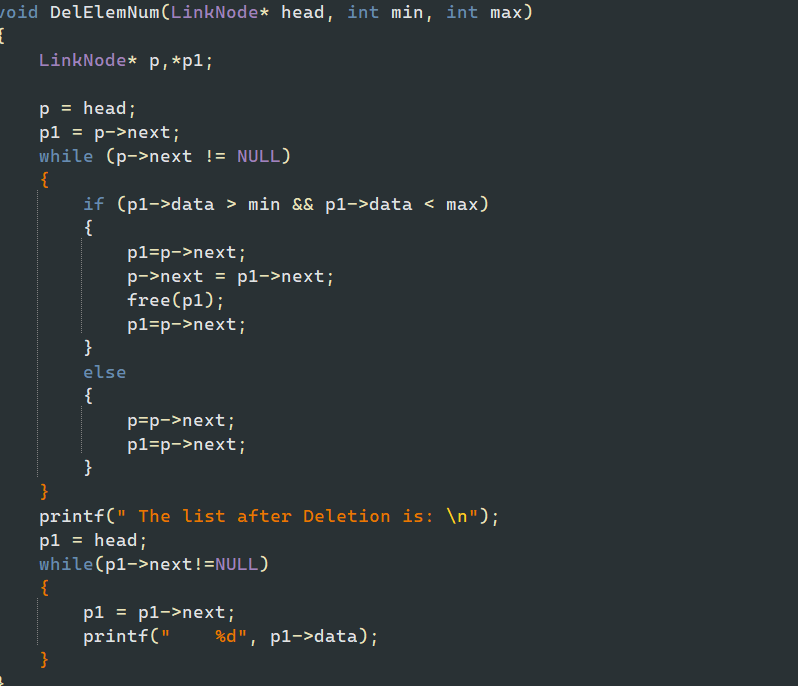 void DelElemNum(LinkNode* head, int min, int max)
{
    LinkNode* p,*p1;

    p = head;
    p1 = p->next;
    while (p->next != NULL)
    {
        if (p1->data > min && p1->data < max)
        {
            p1=p->next;
            p->next = p1->next;
            free(p1);
            p1=p->next;
        }
        else
        {
            p=p->next;
            p1=p->next;
        }
    }
    printf(" The list after Deletion is: \n");
    p1 = head;
    while(p1->next!=NULL)
    {
        p1 = p1->next;
        printf("    %d", p1->data);
    }
}